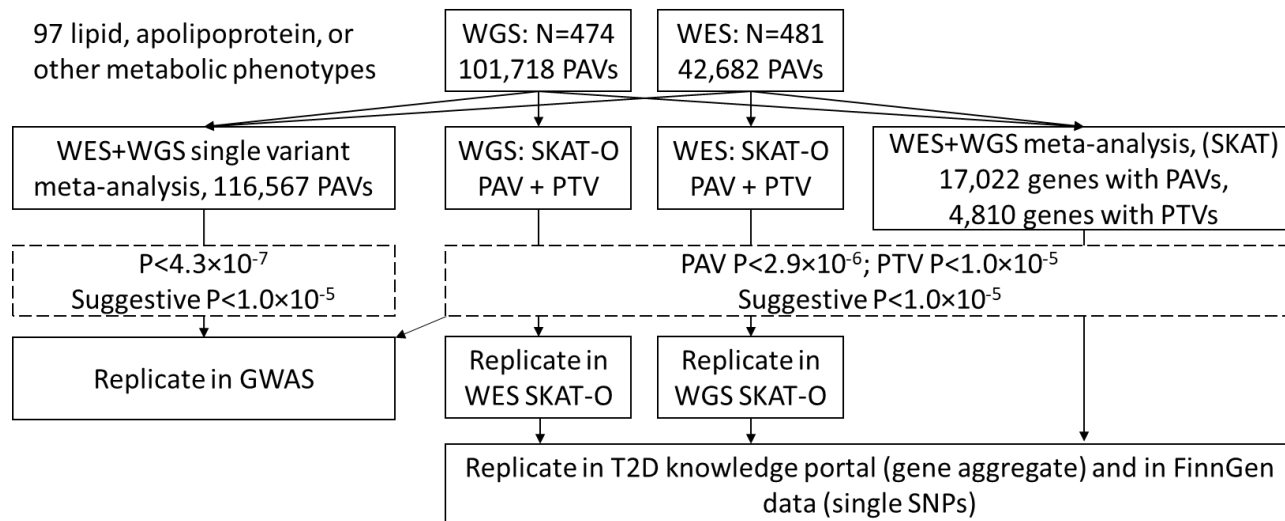 97 lipid, apolipoprotein, or
other metabolic phenotypes
WGS: N=474
101,718 PAVs
WES: N=481
42,682 PAVs
WES+WGS single variant
meta-analysis, 116,567 PAVs
WGS: SKAT-O
PAV + PTV
WES: SKAT-O
PAV + PTV
WES+WGS meta-analysis, (SKAT)
17,022 genes with PAVs,
4,810 genes with PTVs
P<4.3×10⁻⁷
Suggestive P<1.0×10⁻⁵
PAV P<2.9×10⁻⁶; PTV P<1.0×10⁻⁵
Suggestive P<1.0×10⁻⁵
Replicate in GWAS
Replicate in
WES SKAT-O
Replicate in
WGS SKAT-O
Replicate in T2D knowledge portal (gene aggregate) and in FinnGen
data (single SNPs)